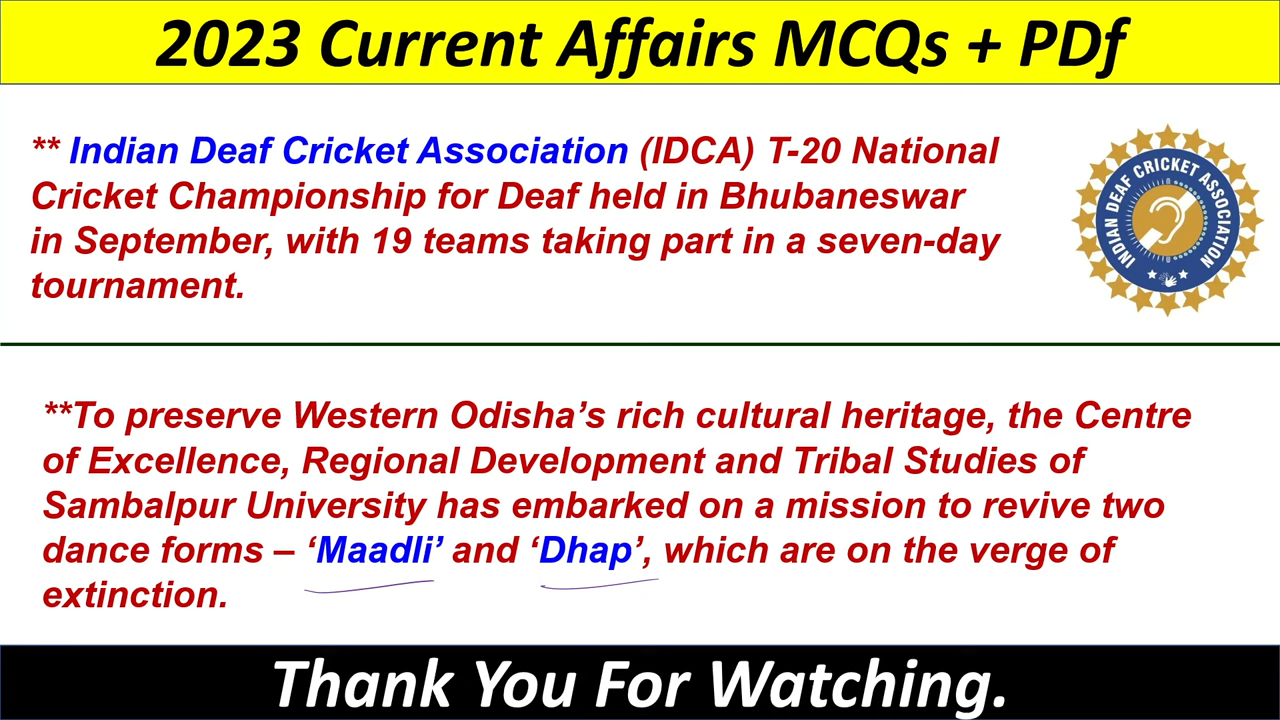 2023 Current Affairs MCQs + PDf
** Indian Deaf Cricket Association (IDCA) T-20 National
Cricket Championship for Deaf held in Bhubaneswar
in September, with 19 teams taking part in a seven-day
tournament.
INDIAN DEAF CRICKET ASSOCIATION
**To preserve Western Odisha’s rich cultural heritage, the Centre
of Excellence, Regional Development and Tribal Studies of
Sambalpur University has embarked on a mission to revive two
dance forms – ‘Maadli’ and ‘Dhap’, which are on the verge of
extinction.
Thank You For Watching.